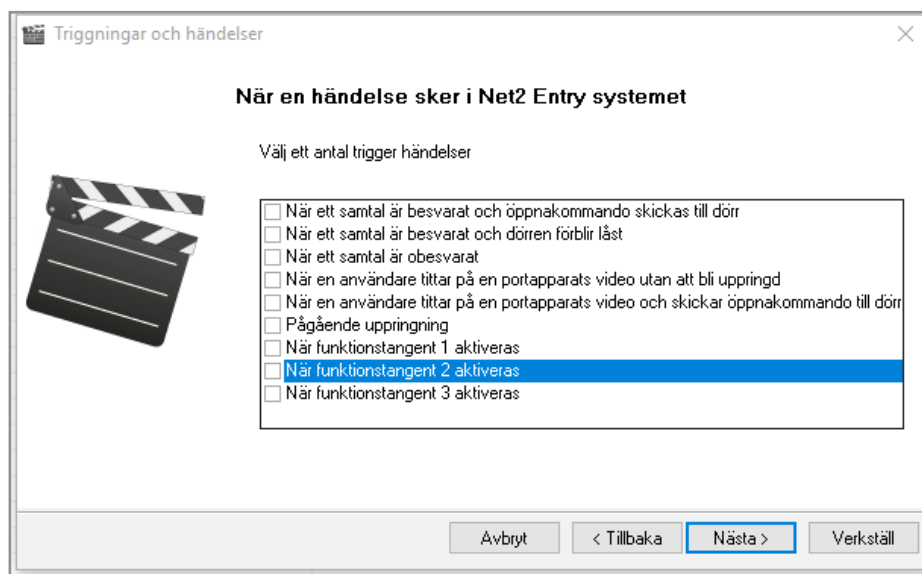 Triggningar och händelser
När en händelse sker i Net2 Entry systemet
Välj ett antal trigger händelser
När ett samtal är besvarat och öppnakommando skickas till dörr
När ett samtal är besvarat och dörren förblir låst
När ett samtal är obesvarat
När en användare tittar på en portapparats video utan att bli uppringd
När en användare tittar på en portapparats video och skickar öppnakommando till dörr
Pågående uppringning
När funktionstangent 1 aktiveras
När funktionstangent 2 aktiveras
När funktionstangent 3 aktiveras
Avbryt
< Tillbaka
Nästa >
Verkställ